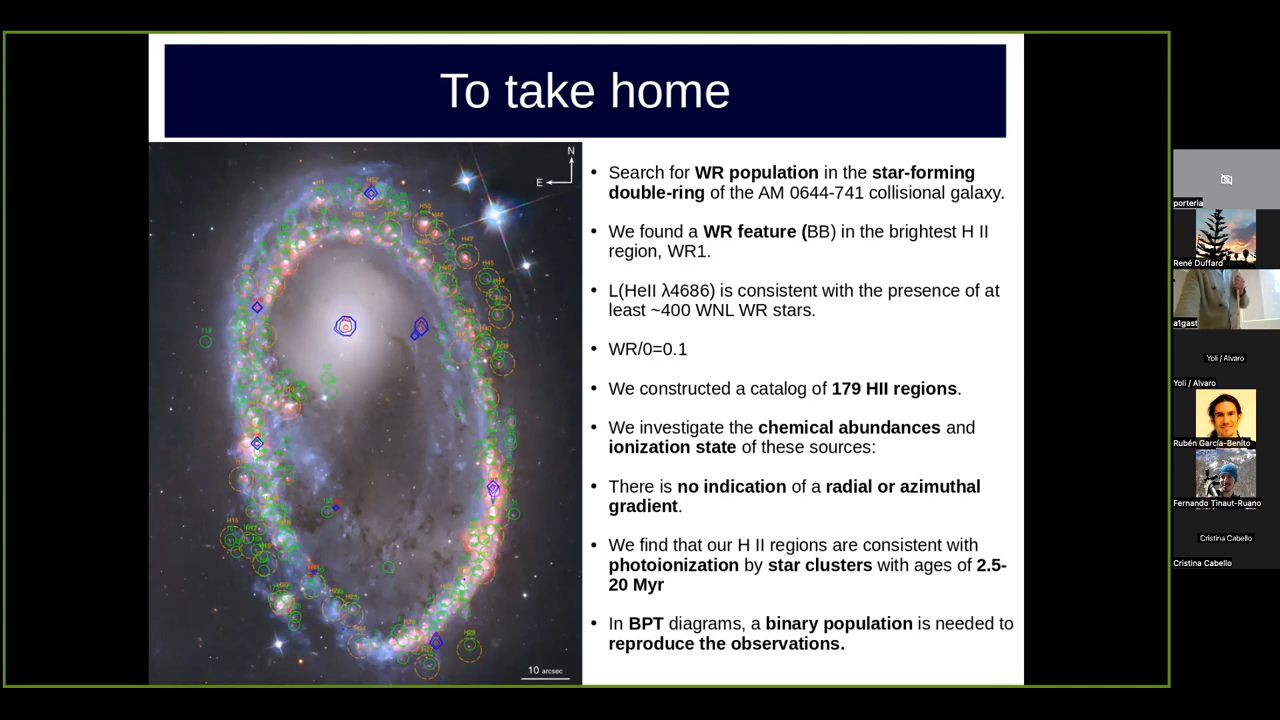 To take home
N
E
10 arcsec
• Search for WR population in the star-forming
double-ring of the AM 0644-741 collisional galaxy.
• We found a WR feature (BB) in the brightest H II
region, WR1.
• L(HeII λ4686) is consistent with the presence of at
least ~400 WNL WR stars.
• WR/0=0.1
• We constructed a catalog of 179 HII regions.
• We investigate the chemical abundances and
ionization state of these sources:
• There is no indication of a radial or azimuthal
gradient.
• We find that our H II regions are consistent with
photoionization by star clusters with ages of 2.5-
20 Myr
• In BPT diagrams, a binary population is needed to
reproduce the observations.
porteria
René Duffard
a1gast
Yoli / Alvaro
Yoli / Alvaro
Rubén García-Benito
Fernando Tinaut-Ruano
Cristina Cabello
Cristina Cabello